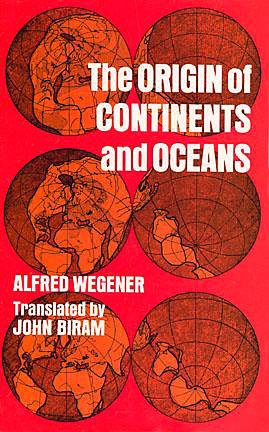 The ORIGIN of
CONTINENTS
and OCEANS
ALFRED WEGENER
Translated by
JOHN BIRAM